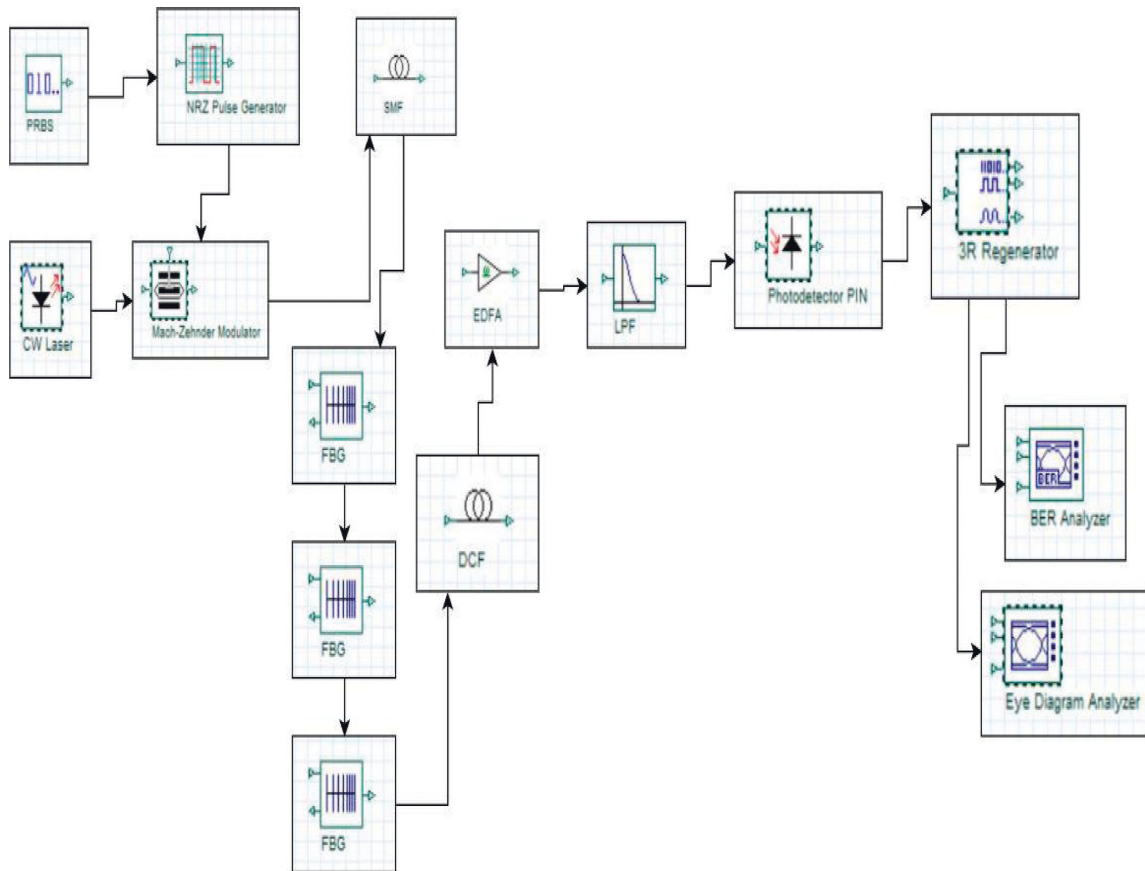 PRBS
NRZ Pulse Generator
SMF
CW Laser
Mach-Zehnder Modulator
EDFA
LPF
Photodetector PIN
3R Regenerator
FBG
FBG
FBG
DCF
BER
BER Analyzer
Eye Diagram Analyzer